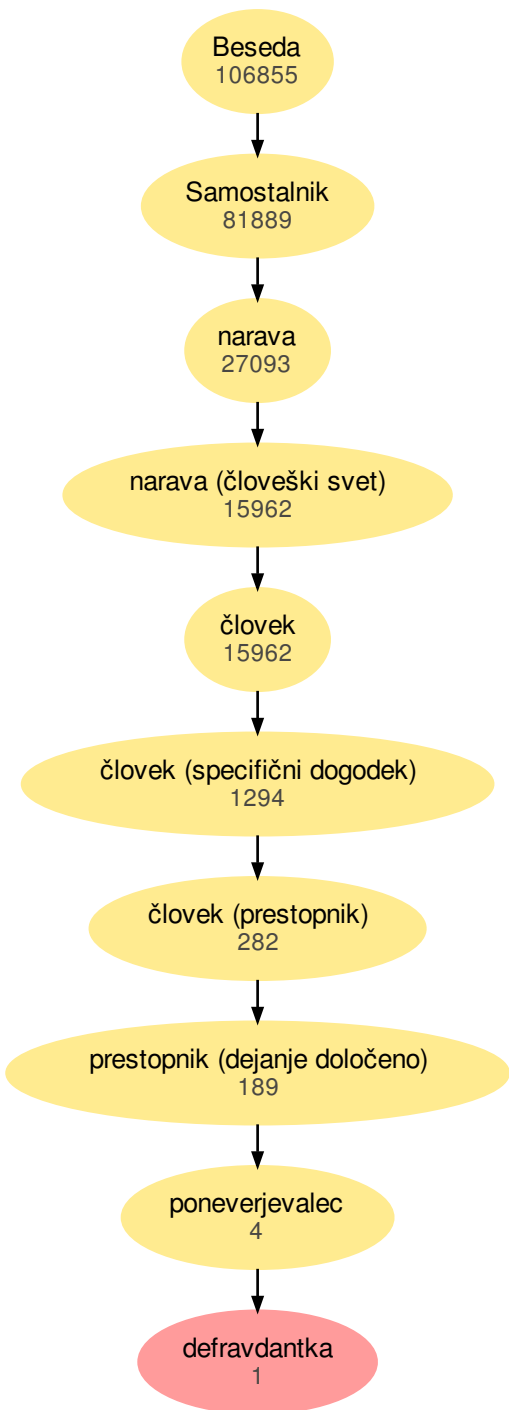 Beseda
106855
Samostalnik
81889
narava
27093
narava (človeški svet)
15962
človek
15962
človek (specifični dogodek)
1294
človek (prestopnik)
282
prestopnik (dejanje določeno)
189
poneverjevalec
4
defravdantka
1